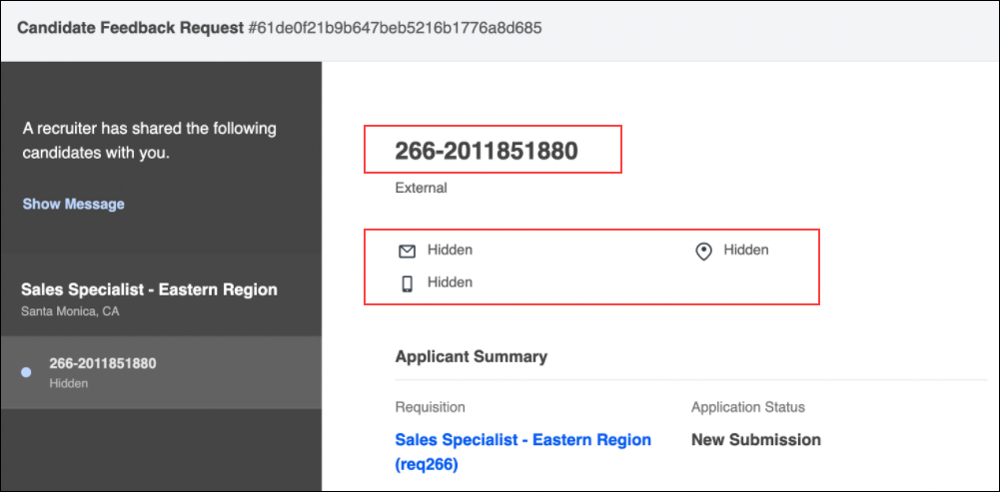 Candidate Feedback Request #61de0f21b9b647beb5216b1776a8d685
A recruiter has shared the following
candidates with you.
Show Message
Sales Specialist - Eastern Region
Santa Monica, CA
266-2011851880
Hidden
266-2011851880
External
Hidden
Hidden
Hidden
Applicant Summary
Requisition
Application Status
Sales Specialist - Eastern Region
(req266)
New Submission